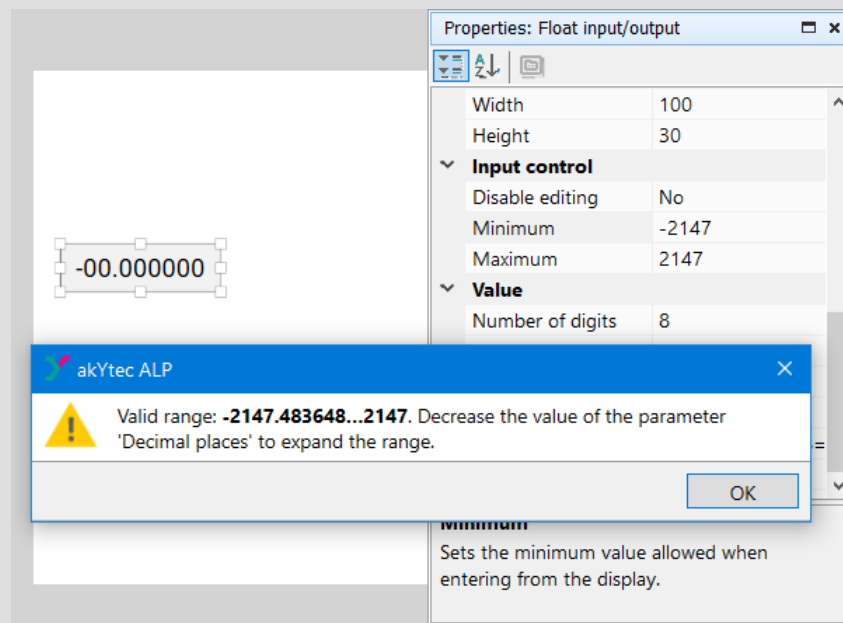 Properties: Float input/output
Width 100
Height 30
Input control
Disable editing No
Minimum -2147
Maximum 2147
Value
Number of digits 8
-00.000000
akYtec ALP
Valid range: -2147.483648...2147. Decrease the value of the parameter
'Decimal places' to expand the range.
OK
Minimum
Sets the minimum value allowed when
entering from the display.